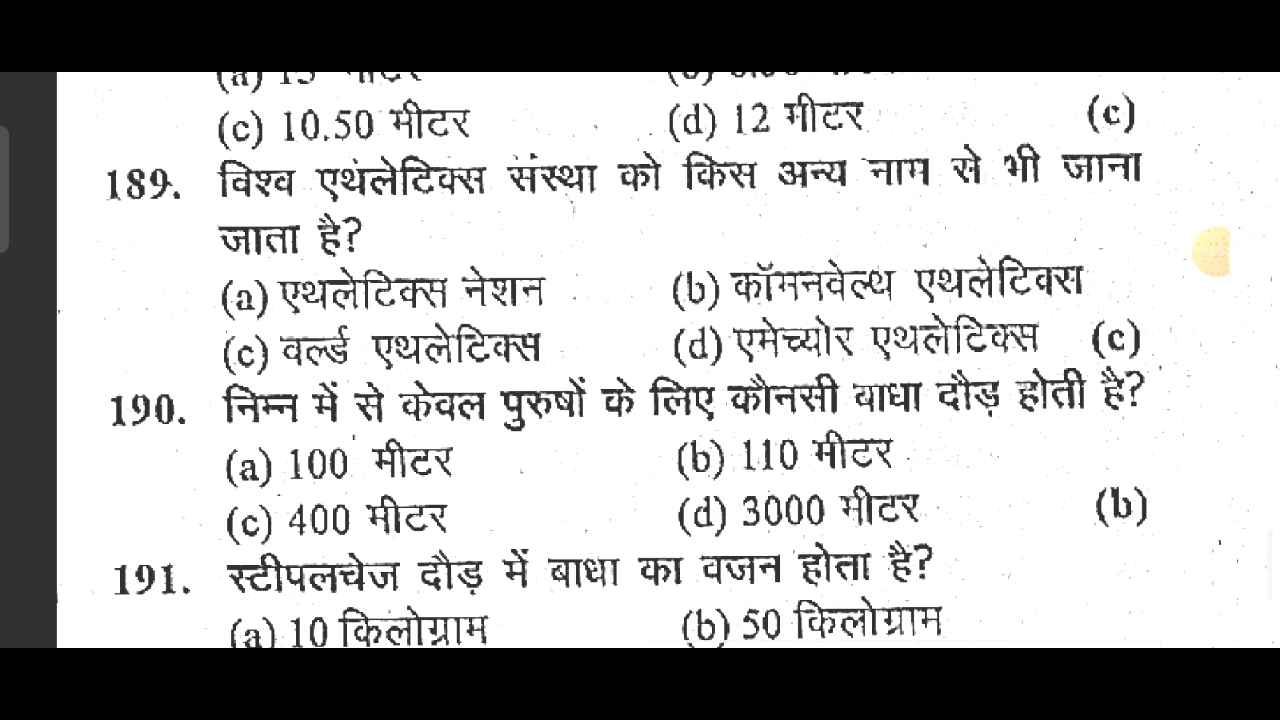 (c) 10.50 मीटर (d) 12 मीटर (c)
189. विश्व एथलेटिक्स संस्था को किस अन्य नाम से भी जाना
जाता है?
(a) एथलेटिक्स नेशन (b) कॉमनवेल्थ एथलेटिक्स
(c) वर्ल्ड एथलेटिक्स (d) एमेच्योर एथलेटिक्स (c)
190. निम्न में से केवल पुरुषों के लिए कौनसी बाधा दौड़ होती है?
(a) 100 मीटर (b) 110 मीटर
(c) 400 मीटर (d) 3000 मीटर (b)
191. स्टीपलचेज दौड़ में बाधा का वजन होता है?
(a) 10 किलोग्राम (b) 50 किलोग्राम